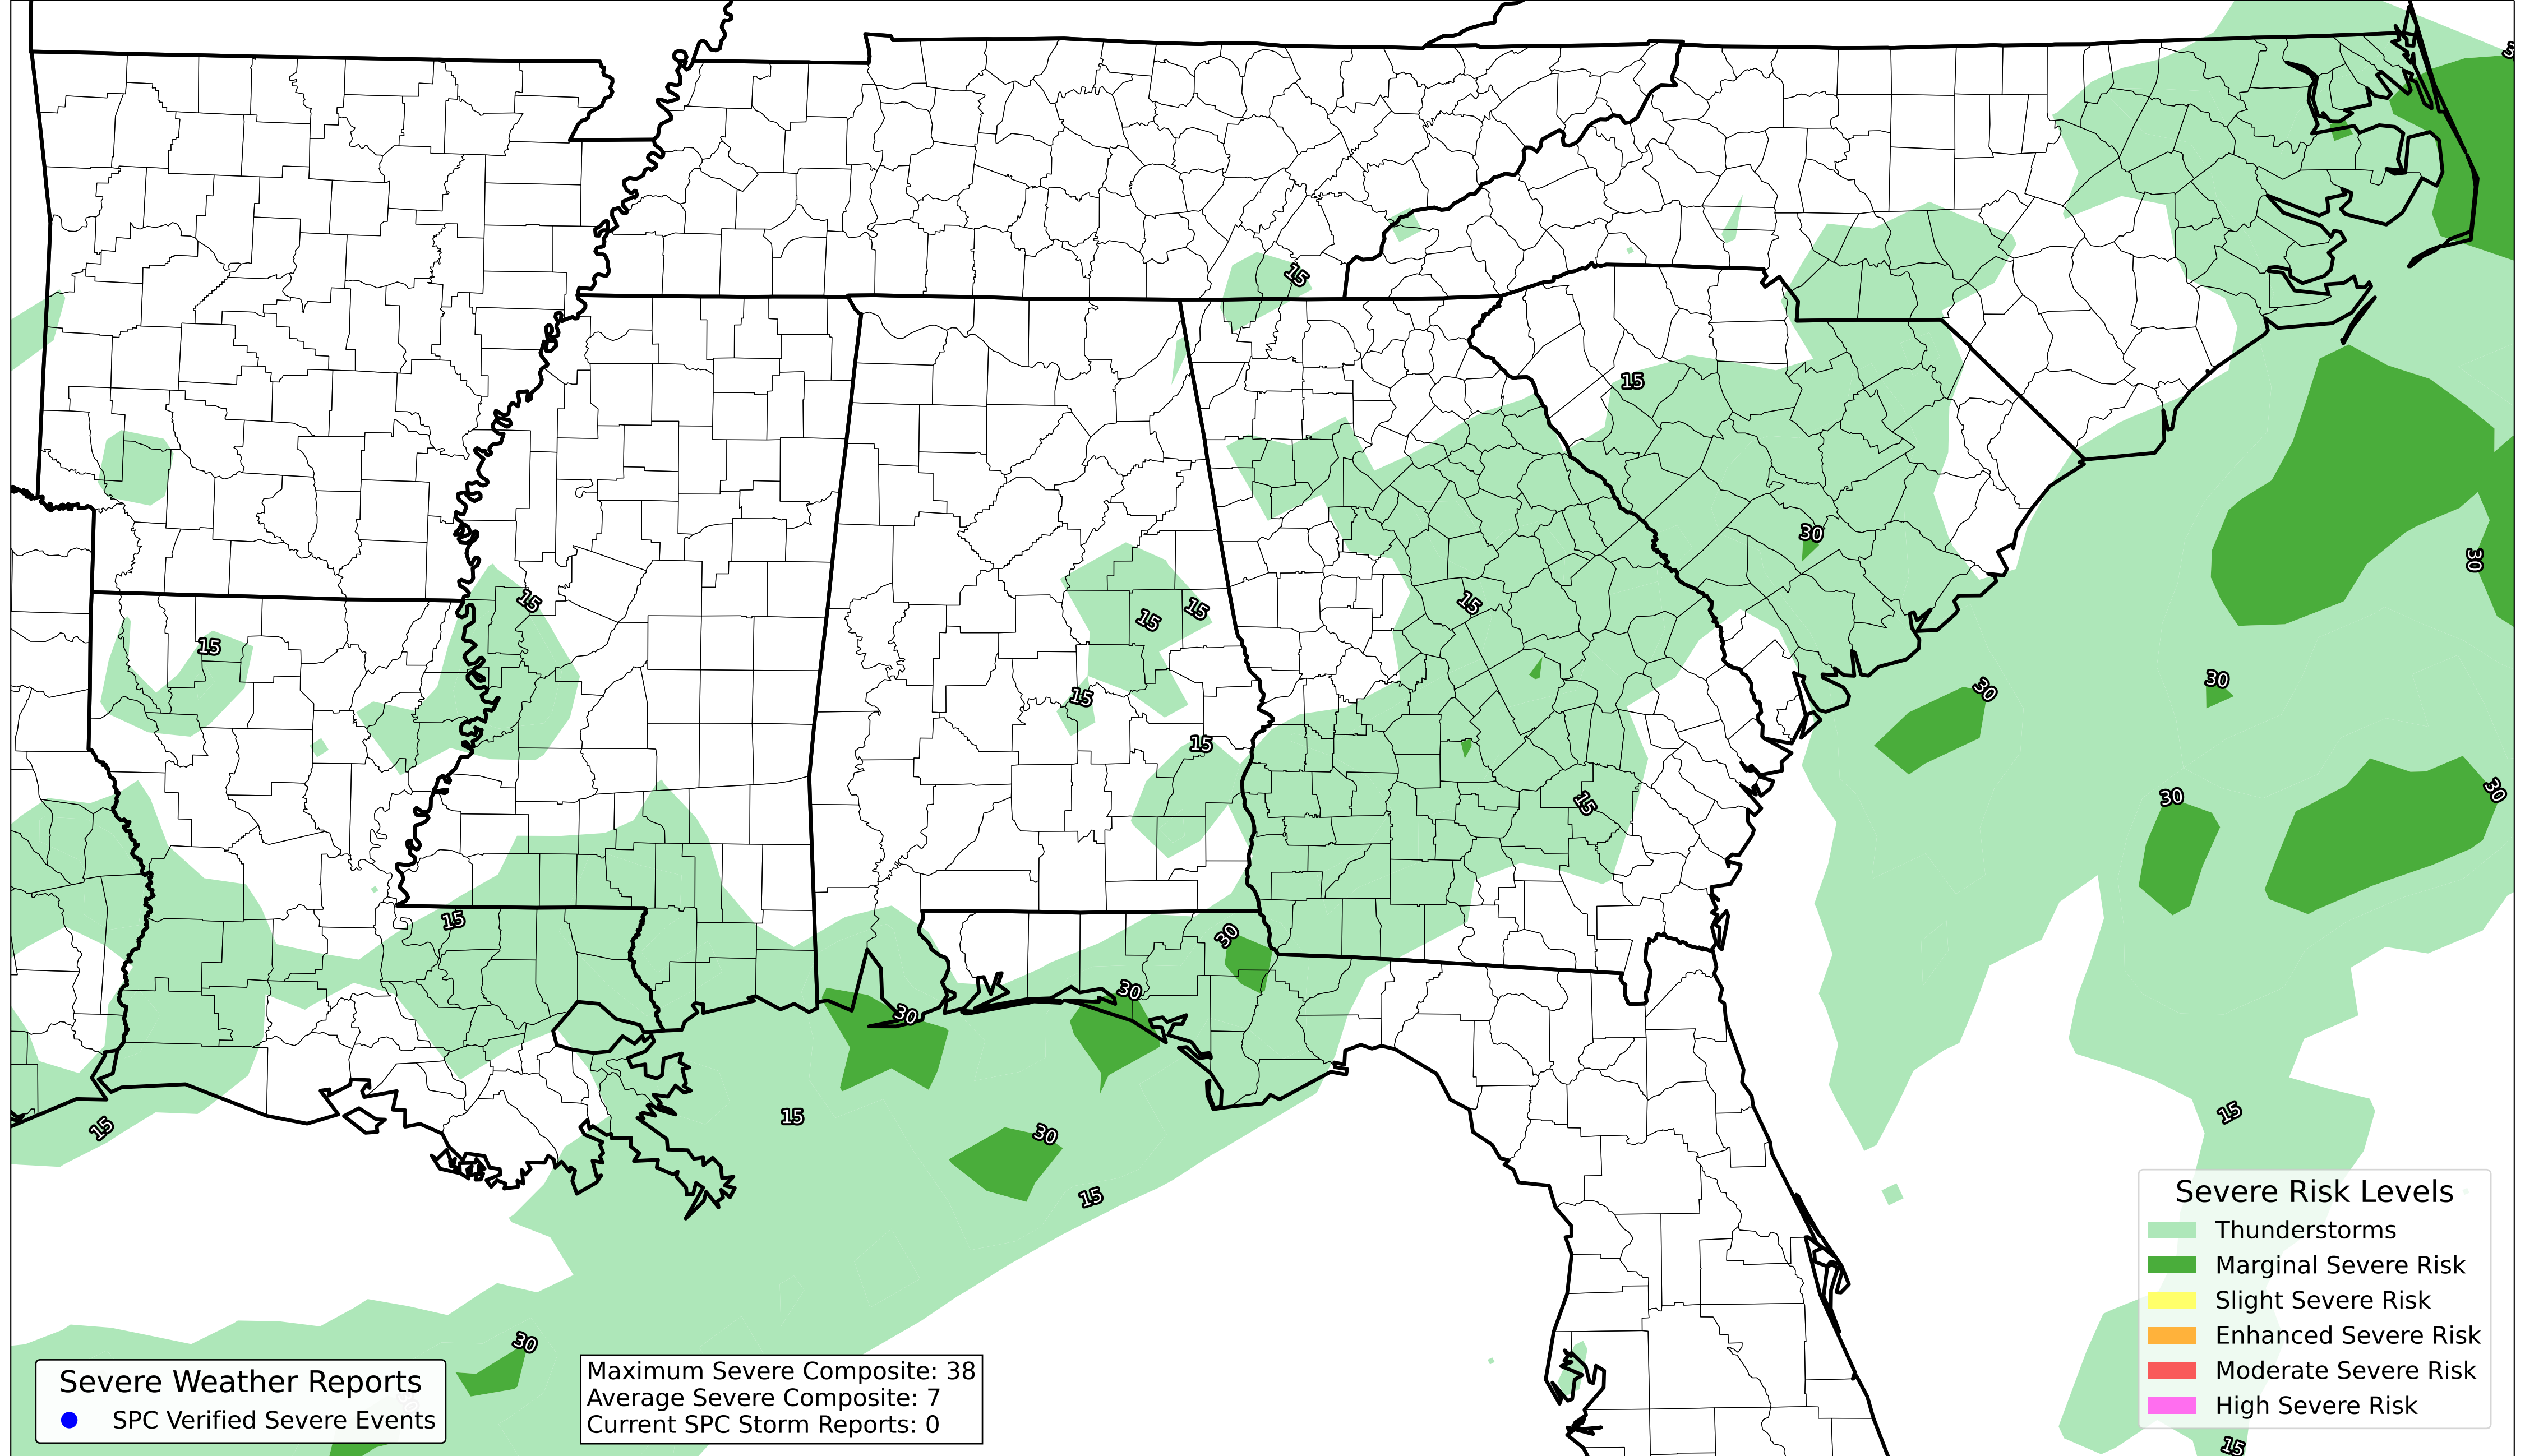 3
15
15
30
30
15
15
15
15
15
15
30
30
15
30
30
15
15
30
30
30
15
15
15
30
15
30
15
Severe Risk Levels
Thunderstorms
Marginal Severe Risk
Slight Severe Risk
Enhanced Severe Risk
Moderate Severe Risk
High Severe Risk
Severe Weather Reports
SPC Verified Severe Events
Maximum Severe Composite: 38
Average Severe Composite: 7
Current SPC Storm Reports: 0
15